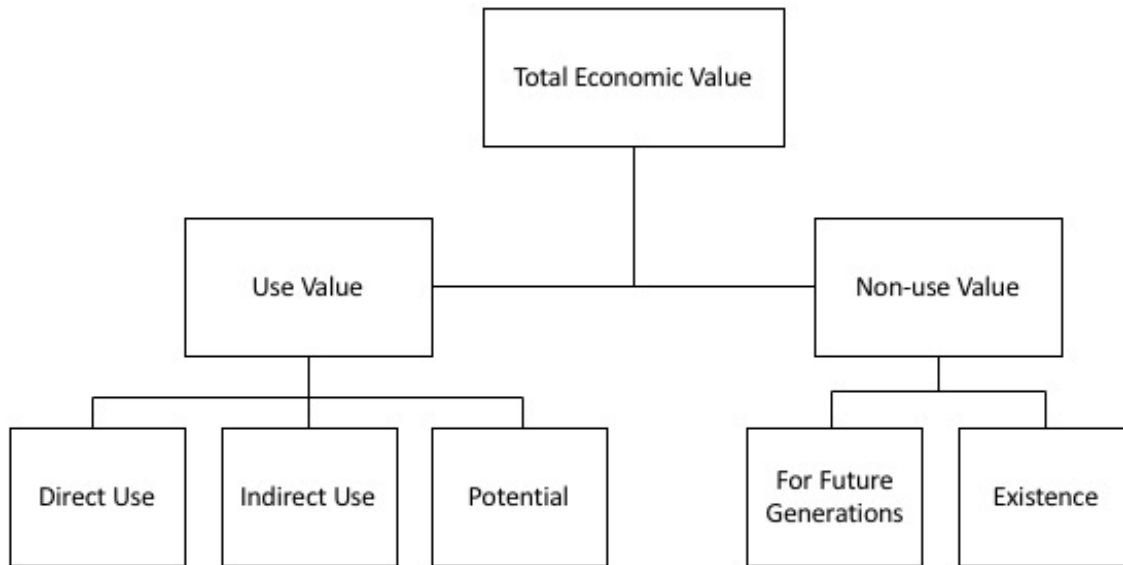 Total Economic Value
Use Value
Non-use Value
Direct Use
Indirect Use
Potential
For Future
Generations
Existence